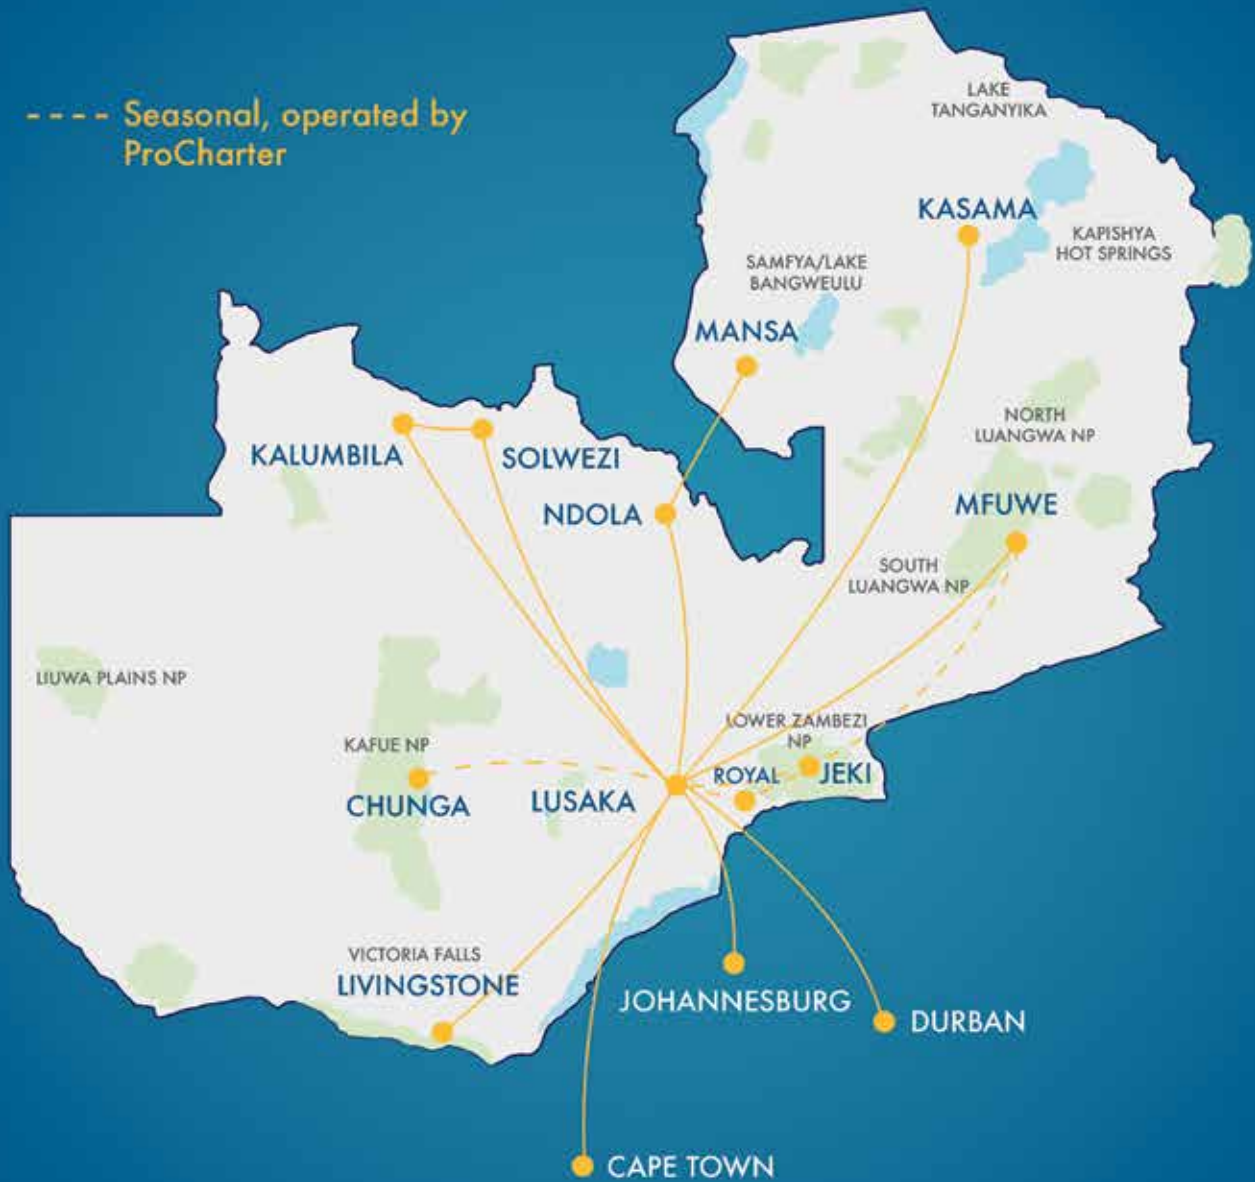 Seasonal, operated by
ProCharter
LAKE
TANGANYIKA
KASAMA
KAPISHYA
HOT SPRINGS
SAMFYA/LAKE
BANGWEULU
MANSA
NORTH
LUANGWA NP
KALUMBILA
SOLWEZI
NDOLA
MFUWE
SOUTH
LUANGWA NP
LIUWA PLAINS NP
KAFUE NP
CHUNGA
LUSAKA
LOWER ZAMBEZI
NP
ROYAL
JEKI
VICTORIA FALLS
LIVINGSTONE
JOHANNESBURG
DURBAN
CAPE TOWN